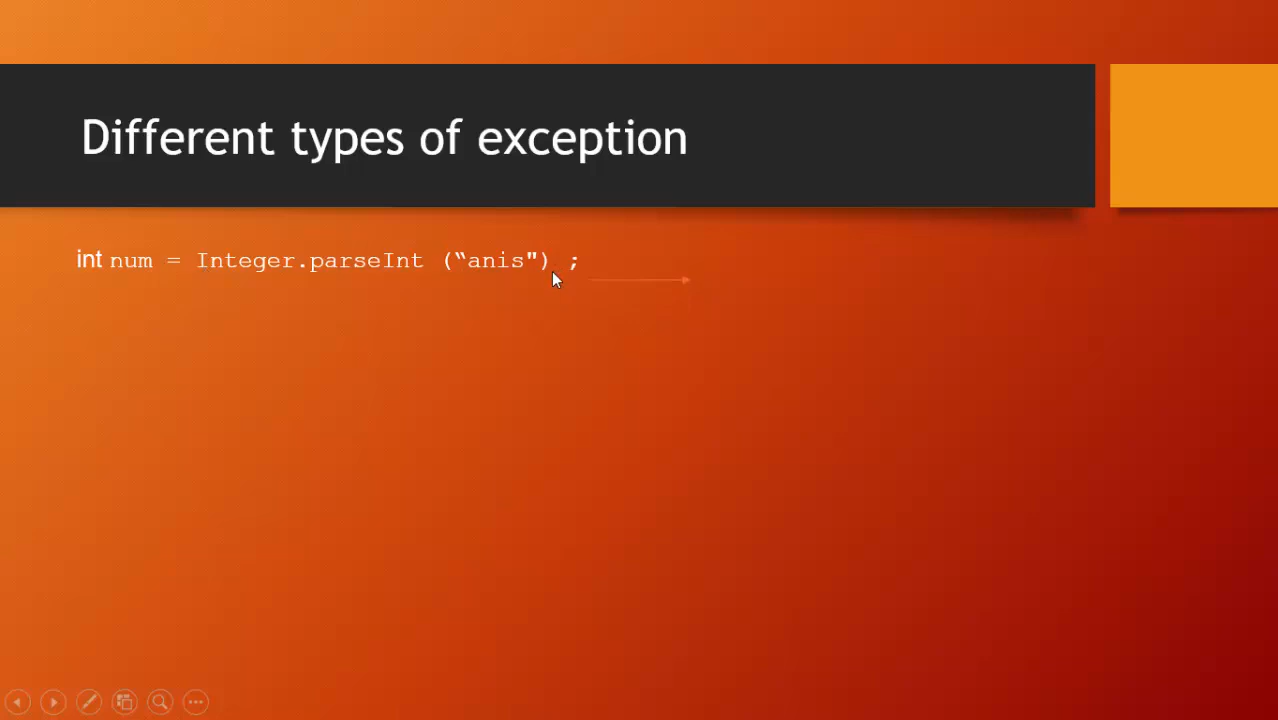 Different types of exception
int num = Integer.parseInt (“anis") ;